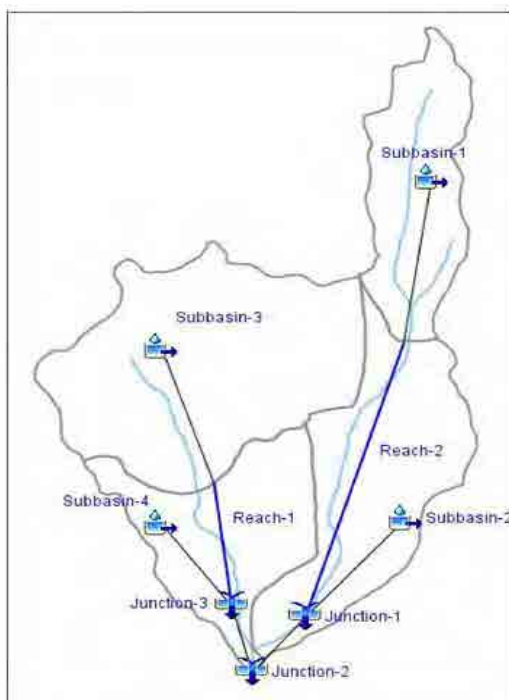 Subbasin-1
Subbasin-3
Reach-2
Subbasin-4
Reach-1
Subbasin-2
Junction-3
Junction-1
Junction-2